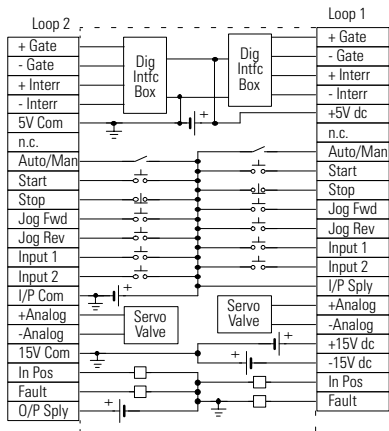 Loop 2
+ Gate
- Gate
+ Interr
- Interr
5V Com
n.c.
Auto/Man
Start
Stop
Jog Fwd
Jog Rev
Input 1
Input 2
I/P Com
+Analog
-Analog
15V Com
In Pos
Fault
O/P Sply
Dig
Intfc
Box
+
+
Servo
Valve
+
Dig
Intfc
Box
Servo
Valve
+
+
Loop 1
+ Gate
- Gate
+ Interr
- Interr
+5V dc
n.c.
Auto/Man
Start
Stop
Jog Fwd
Jog Rev
Input 1
Input 2
I/P Sply
+Analog
-Analog
+15V dc
-15V dc
In Pos
Fault